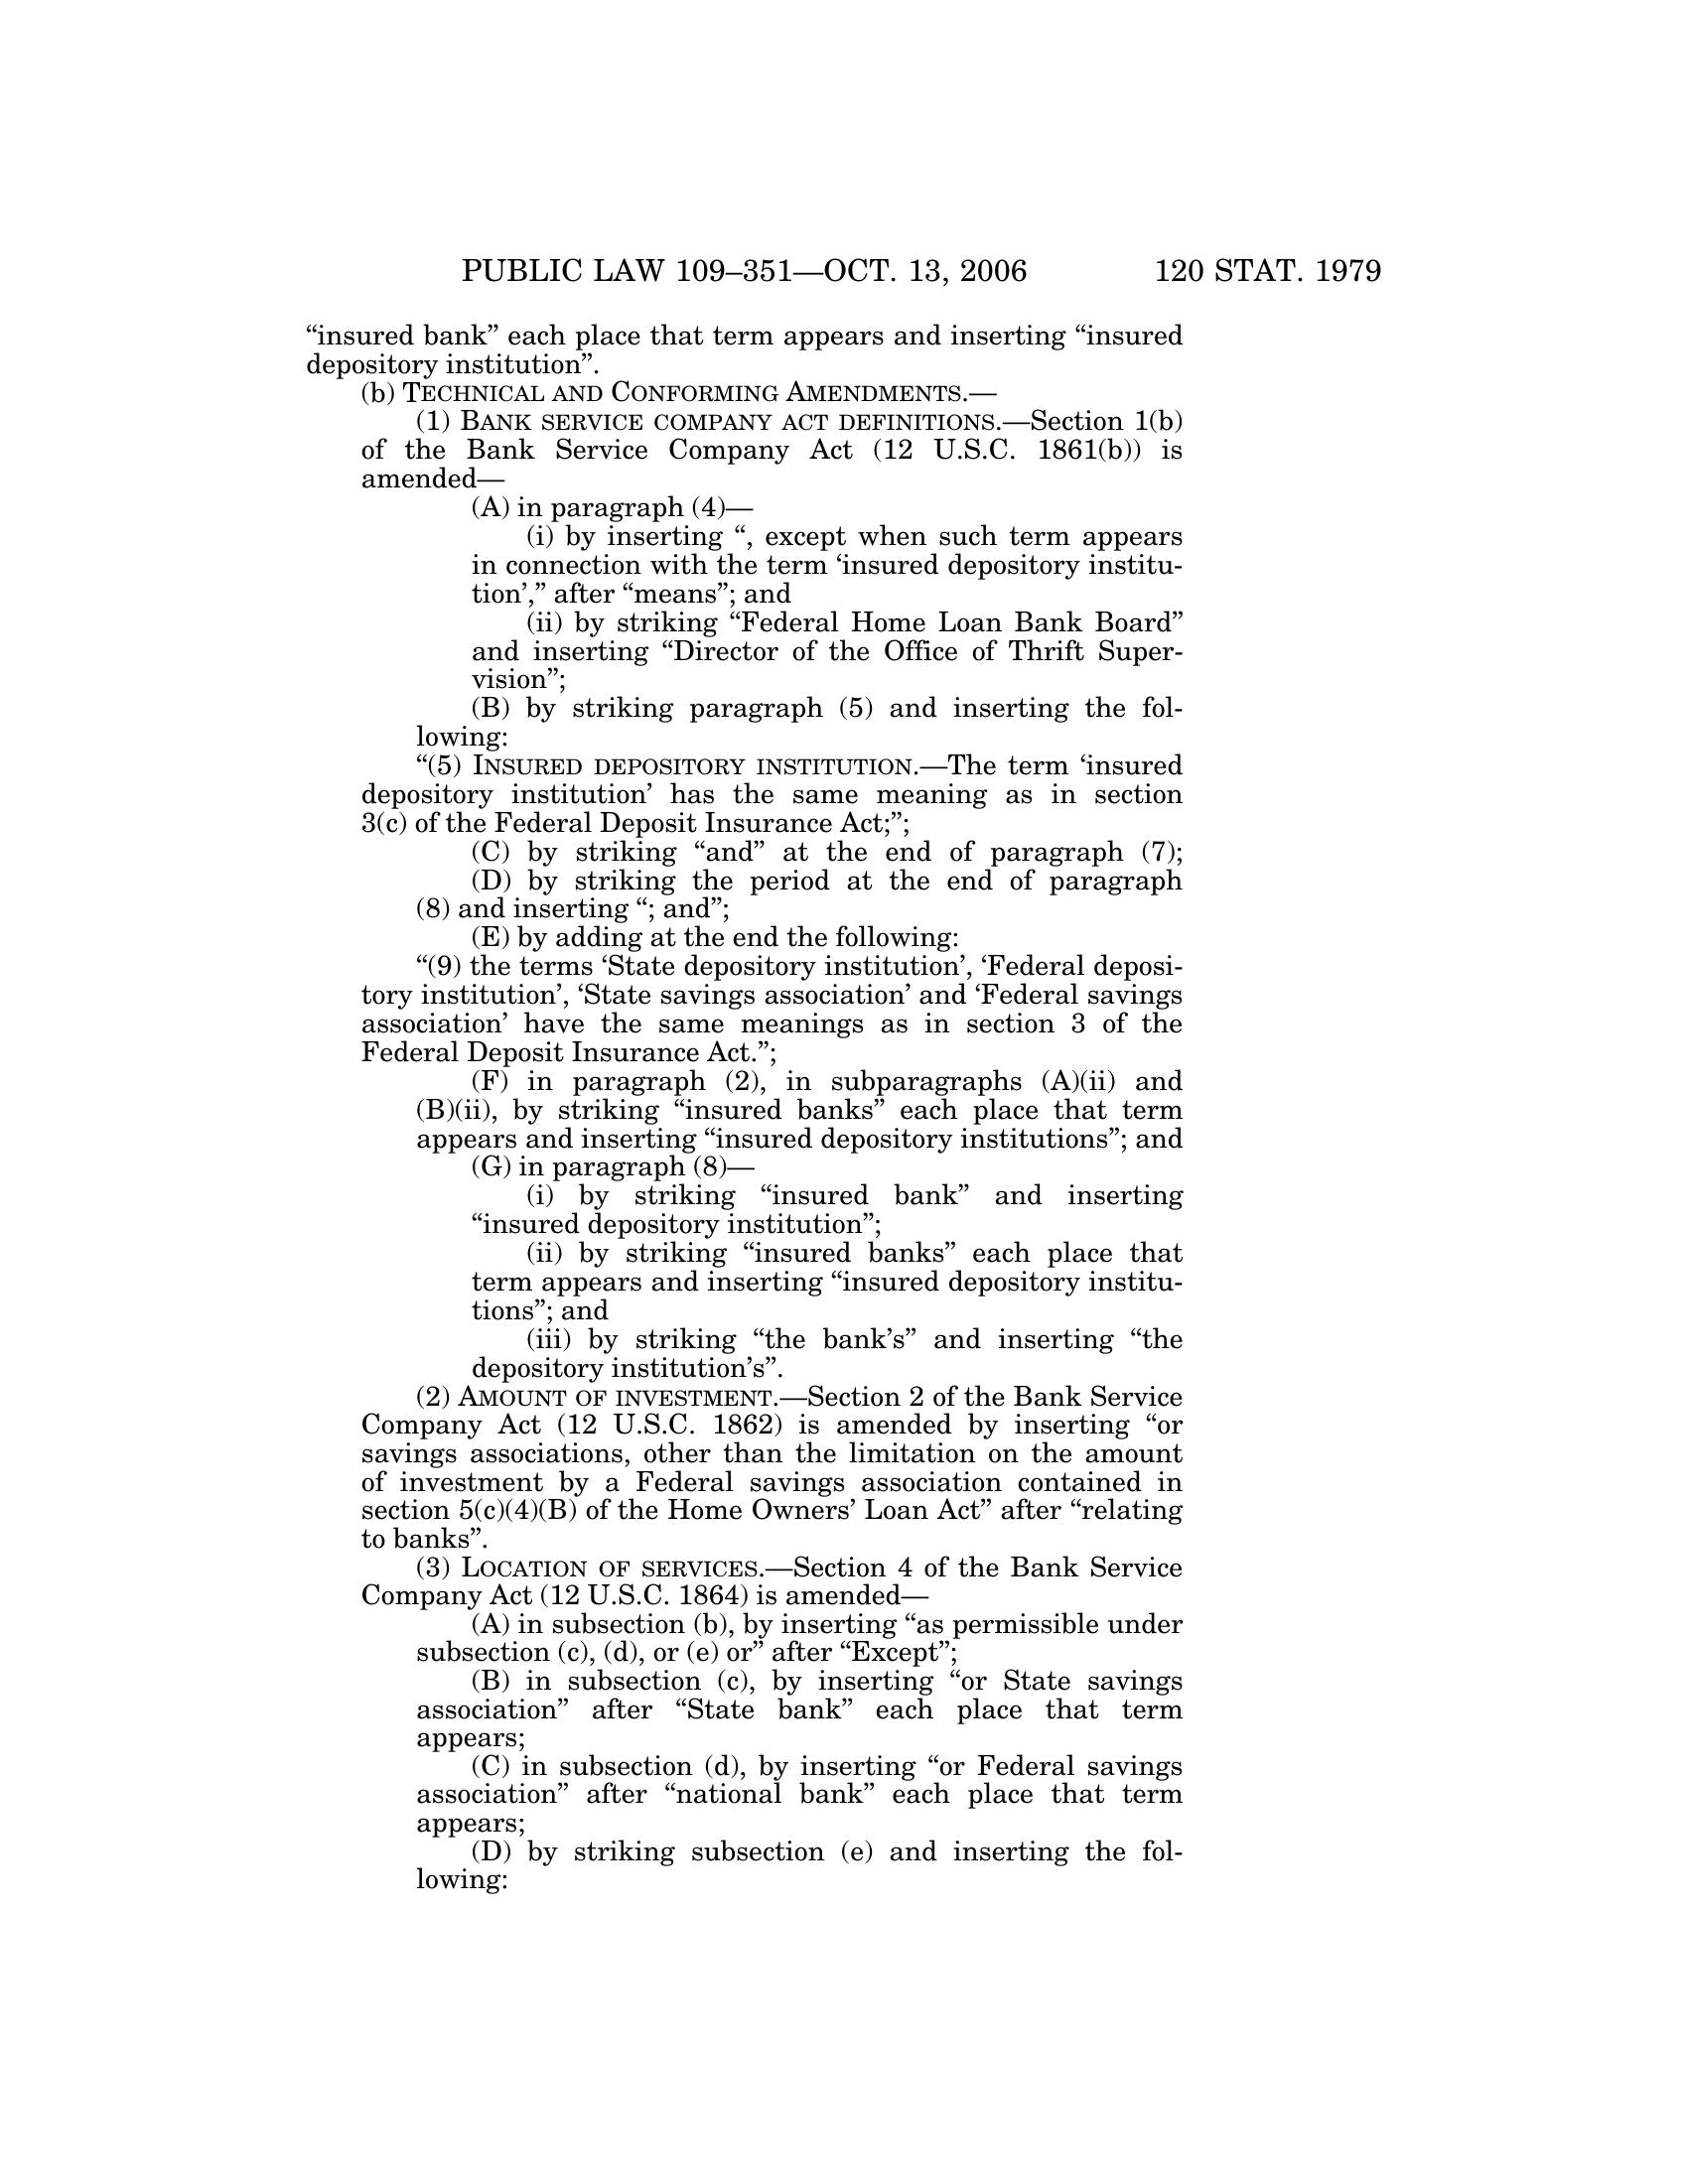 PUBLIC LAW 109–351—OCT. 13, 2006 120 STAT. 1979
“insured bank” each place that term appears and inserting “insured
depository institution”.
(b) TECHNICAL AND CONFORMING AMENDMENTS.—
(1) BANK SERVICE COMPANY ACT DEFINITIONS.—Section 1(b)
of the Bank Service Company Act (12 U.S.C. 1861(b)) is
amended—
(A) in paragraph (4)—
(i) by inserting “, except when such term appears
in connection with the term ‘insured depository institu-
tion’,” after “means”; and
(ii) by striking “Federal Home Loan Bank Board”
and inserting “Director of the Office of Thrift Super-
vision”;
(B) by striking paragraph (5) and inserting the fol-
lowing:
“(5) INSURED DEPOSITORY INSTITUTION.—The term ‘insured
depository institution’ has the same meaning as in section
3(c) of the Federal Deposit Insurance Act;”;
(C) by striking “and” at the end of paragraph (7);
(D) by striking the period at the end of paragraph
(8) and inserting “; and”;
(E) by adding at the end the following:
“(9) the terms ‘State depository institution’, ‘Federal deposi-
tory institution’, ‘State savings association’ and ‘Federal savings
association’ have the same meanings as in section 3 of the
Federal Deposit Insurance Act.”;
(F) in paragraph (2), in subparagraphs (A)(ii) and
(B)(ii), by striking “insured banks” each place that term
appears and inserting “insured depository institutions”; and
(G) in paragraph (8)—
(i) by striking “insured bank” and inserting
“insured depository institution”;
(ii) by striking “insured banks” each place that
term appears and inserting “insured depository institu-
tions”; and
(iii) by striking “the bank’s” and inserting “the
depository institution’s”.
(2) AMOUNT OF INVESTMENT.—Section 2 of the Bank Service
Company Act (12 U.S.C. 1862) is amended by inserting “or
savings associations, other than the limitation on the amount
of investment by a Federal savings association contained in
section 5(c)(4)(B) of the Home Owners’ Loan Act” after “relating
to banks”.
(3) LOCATION OF SERVICES.—Section 4 of the Bank Service
Company Act (12 U.S.C. 1864) is amended—
(A) in subsection (b), by inserting “as permissible under
subsection (c), (d), or (e) or” after “Except”;
(B) in subsection (c), by inserting “or State savings
association” after “State bank” each place that term
appears;
(C) in subsection (d), by inserting “or Federal savings
association” after “national bank” each place that term
appears;
(D) by striking subsection (e) and inserting the fol-
lowing: